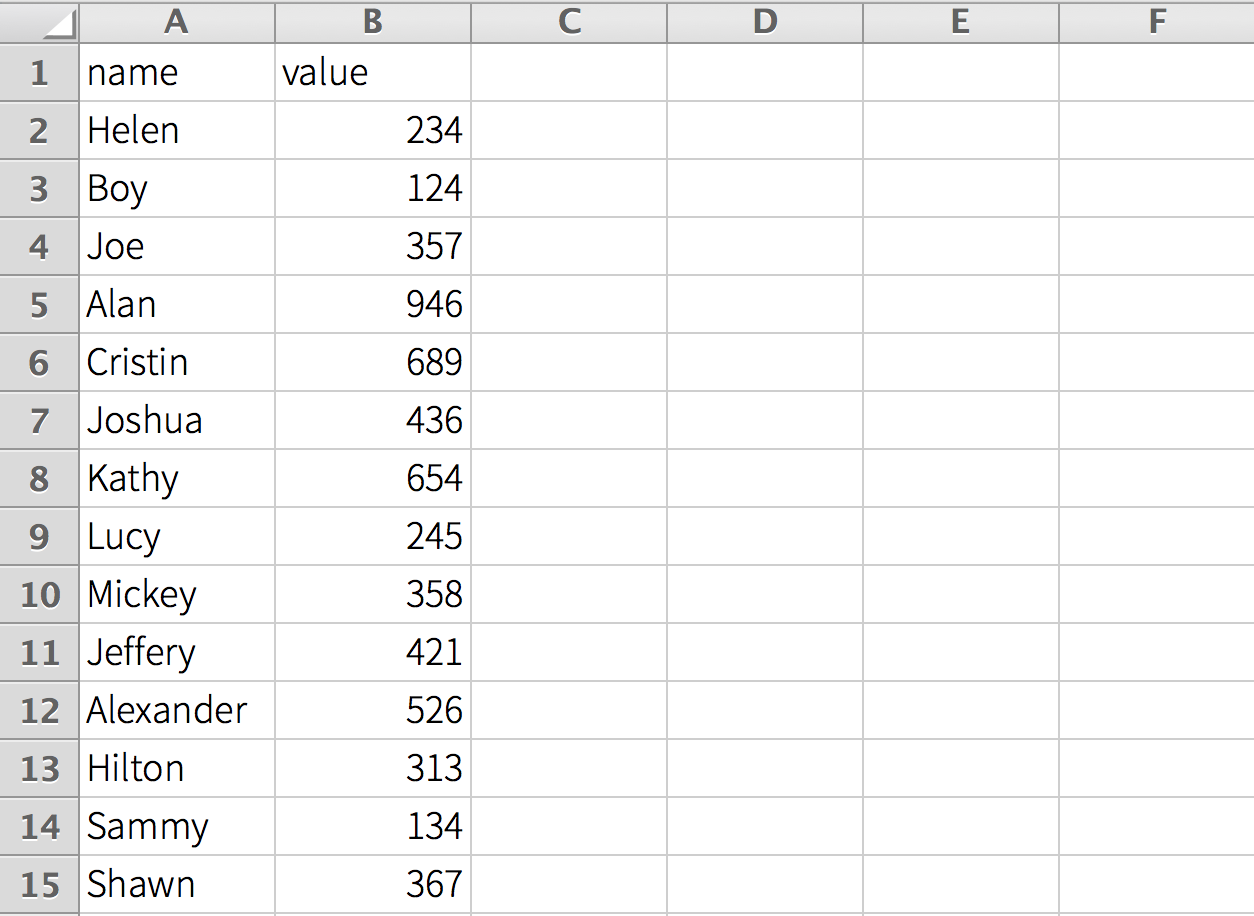 A B C D E F
1 name value
2 Helen 234
3 Boy 124
4 Joe 357
5 Alan 946
6 Cristin 689
7 Joshua 436
8 Kathy 654
9 Lucy 245
10 Mickey 358
11 Jeffery 421
12 Alexander 526
13 Hilton 313
14 Sammy 134
15 Shawn 367